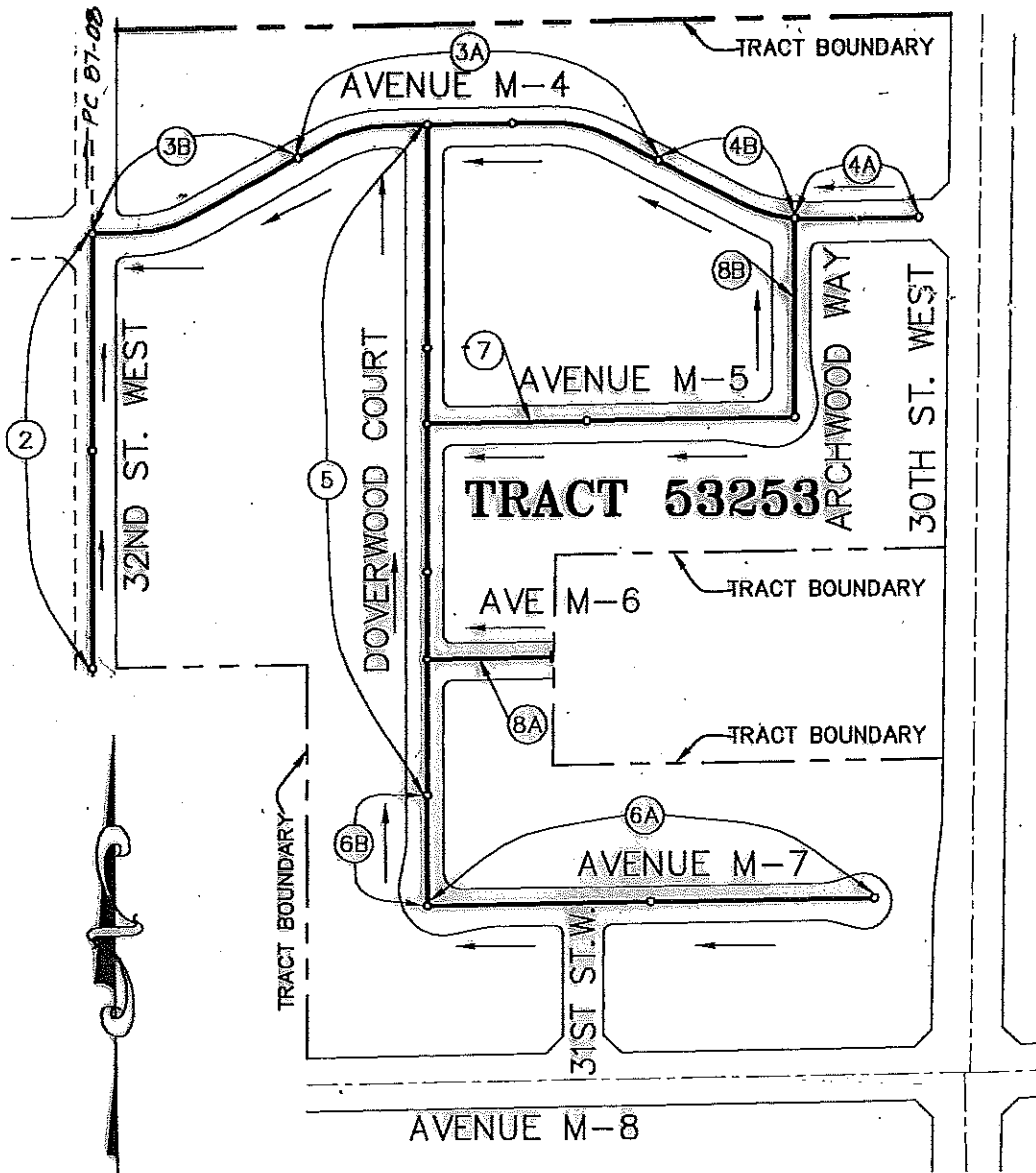 PC 87-08
TRACT BOUNDARY
3A
AVENUE M-4
3B
4B
4A
8B
ARCHWOOD WAY
30TH ST. WEST
32ND ST. WEST
DOVERWOOD COURT
7
AVENUE M-5
2
5
TRACT 53253
TRACT BOUNDARY
AVE M-6
8A
TRACT BOUNDARY
TRACT BOUNDARY
6B
6A
AVENUE M-7
31ST ST.W.
AVENUE M-8